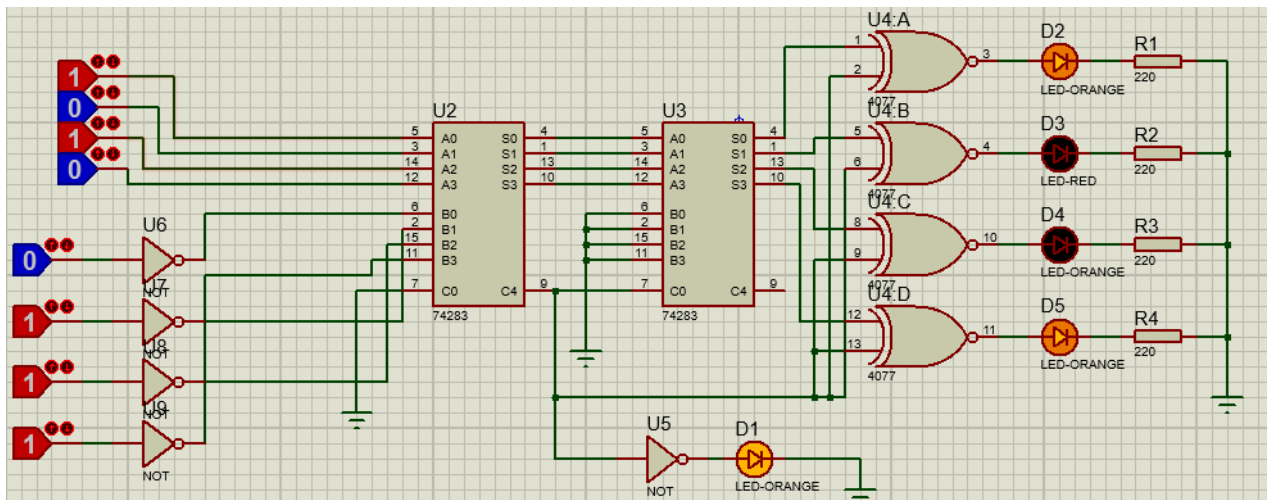 U4:A
D2
R1
1
3
2
4077
LED-ORANGE
220
1
0
1
0
U2
U3
U4:B
D3
R2
5 A0 S0 4
3 A1 S1 1
14 A2 S2 13
12 A3 S3 10
6 B0
2 B1
15 B2
11 B3
7 C0 C4 9
74283
5 A0 S0 4
3 A1 S1 1
14 A2 S2 13
12 A3 S3 10
6 B0
2 B1
15 B2
11 B3
7 C0 C4 9
74283
5
4
6
4077
LED-RED
220
U4:C
D4
R3
8
10
9
4077
LED-ORANGE
220
U4:D
D5
R4
12
11
13
4077
LED-ORANGE
220
U6
0
NOT
U7
1
NOT
U8
1
NOT
U9
1
NOT
U5
D1
NOT
LED-ORANGE